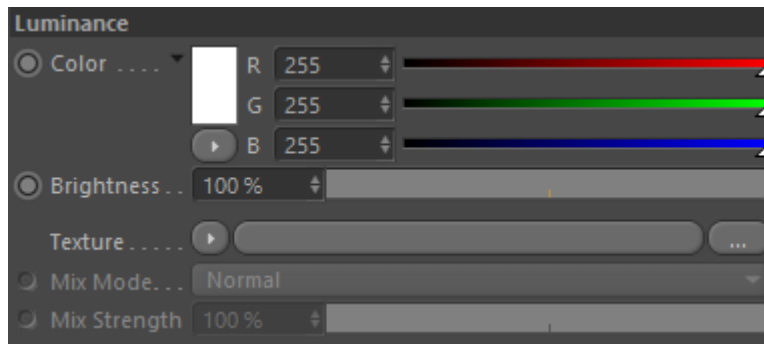 Luminance
Color . . . . R 255
G 255
B 255
Brightness . . 100 %
Texture . . . . . ...
Mix Mode. . . Normal
Mix Strength 100 %